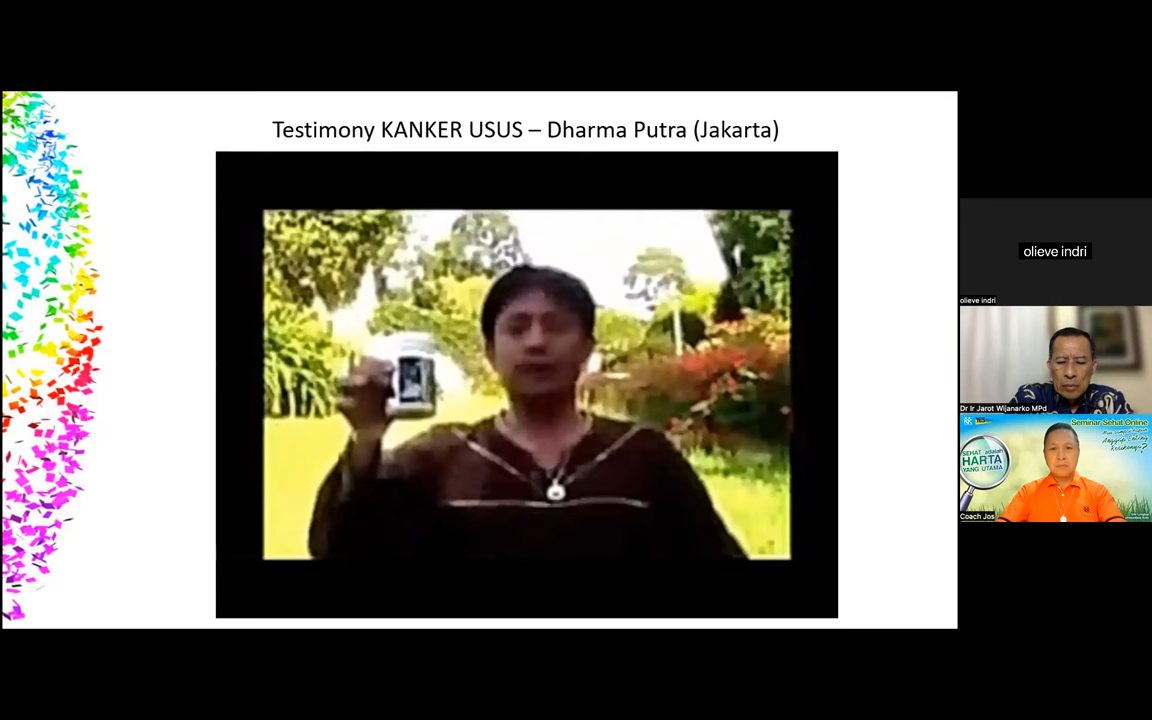 Testimony KANKER USUS – Dharma Putra (Jakarta)
olieve indri
olieve indri
Dr Ir Jarot Wijanarko MPd
Seminar Sehat Online
SEHAT adalah
HARTA
YANG UTAMA
Coach Jos